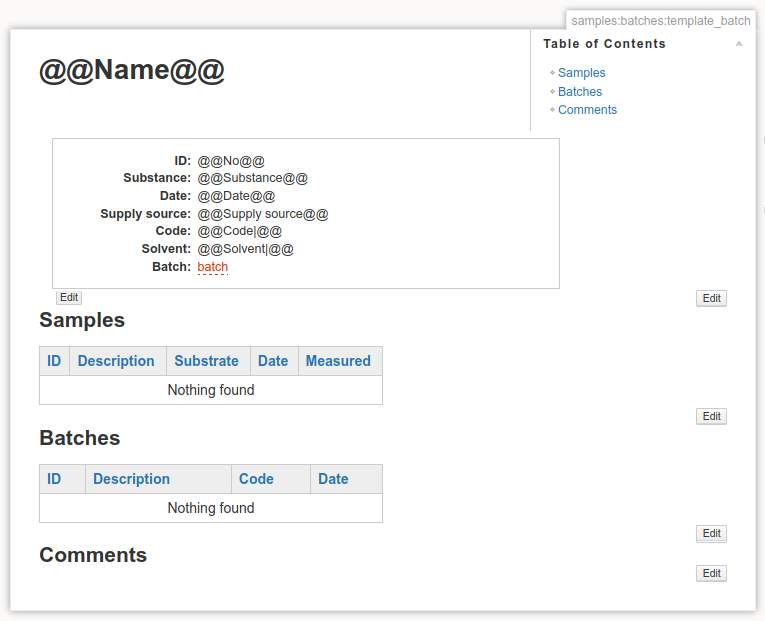 samples:batches:template_batch
Table of Contents
Samples
Batches
Comments
@@Name@@
ID: @@No@@
Substance: @@Substance@@
Date: @@Date@@
Supply source: @@Supply source@@
Code: @@Code|@@
Solvent: @@Solvent|@@
Batch: batch
Edit
Edit
Samples
ID Description Substrate Date Measured
Nothing found
Edit
Batches
ID Description Code Date
Nothing found
Edit
Comments
Edit